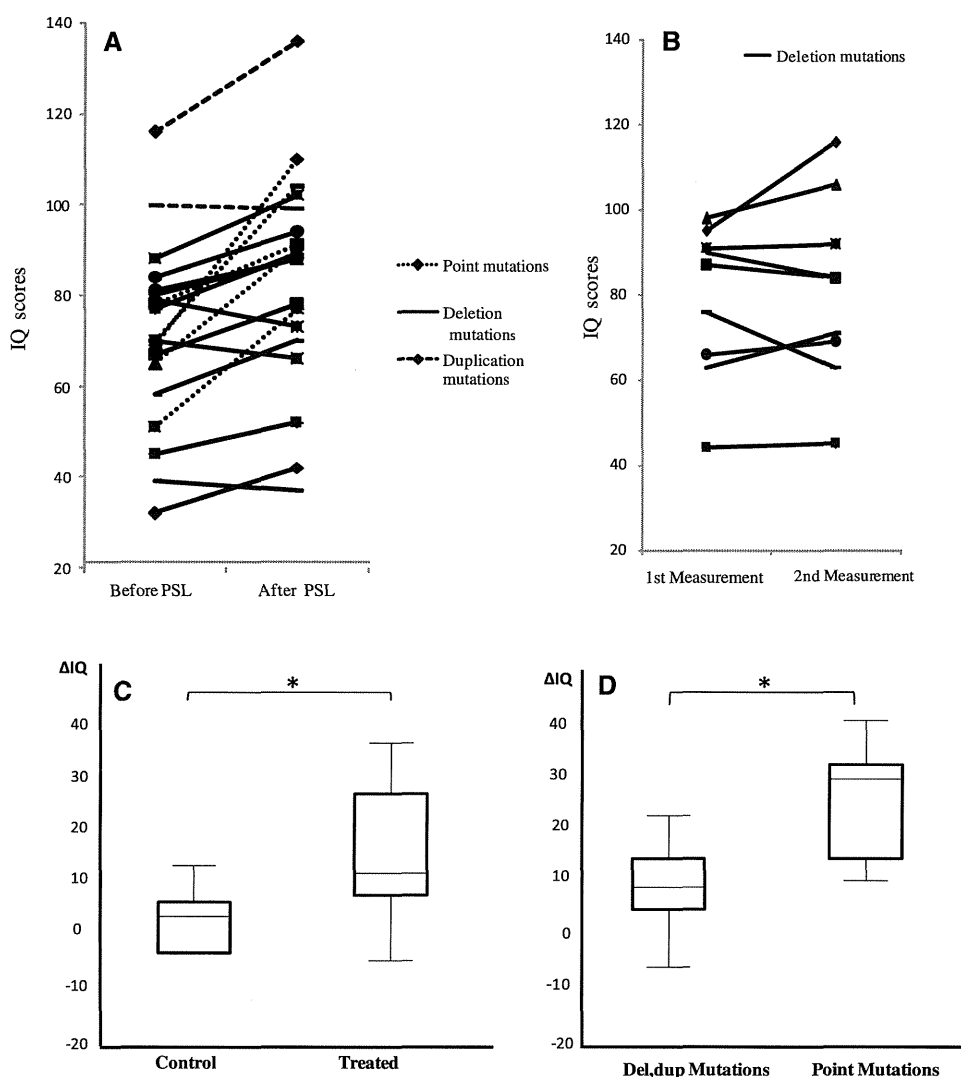 A
140
120
100
80
60
40
20
IQ scores
Before PSL
After PSL
Point mutations
Deletion
mutations
Duplication
mutations
B
140
120
100
80
60
40
20
IQ scores
Deletion mutations
1st Measurement
2nd Measurement
C
ΔIQ
40
30
20
10
0
-10
-20
*
Control
Treated
D
ΔIQ
40
30
20
10
0
-10
-20
*
Del,dup Mutations
Point Mutations